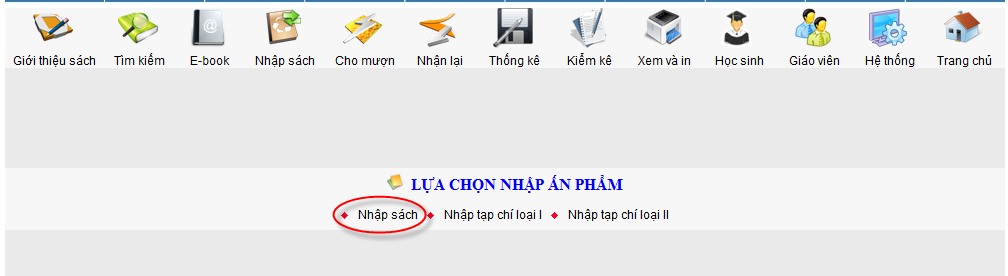 Giới thiệu sách Tìm kiếm E-book Nhập sách Cho mượn Nhận lại Thống kê Kiểm kê Xem và in Học sinh Giáo viên Hệ thống Trang chủ
LỰA CHỌN NHẬP ẤN PHẨM
Nhập sách Nhập tạp chí loại I Nhập tạp chí loại II